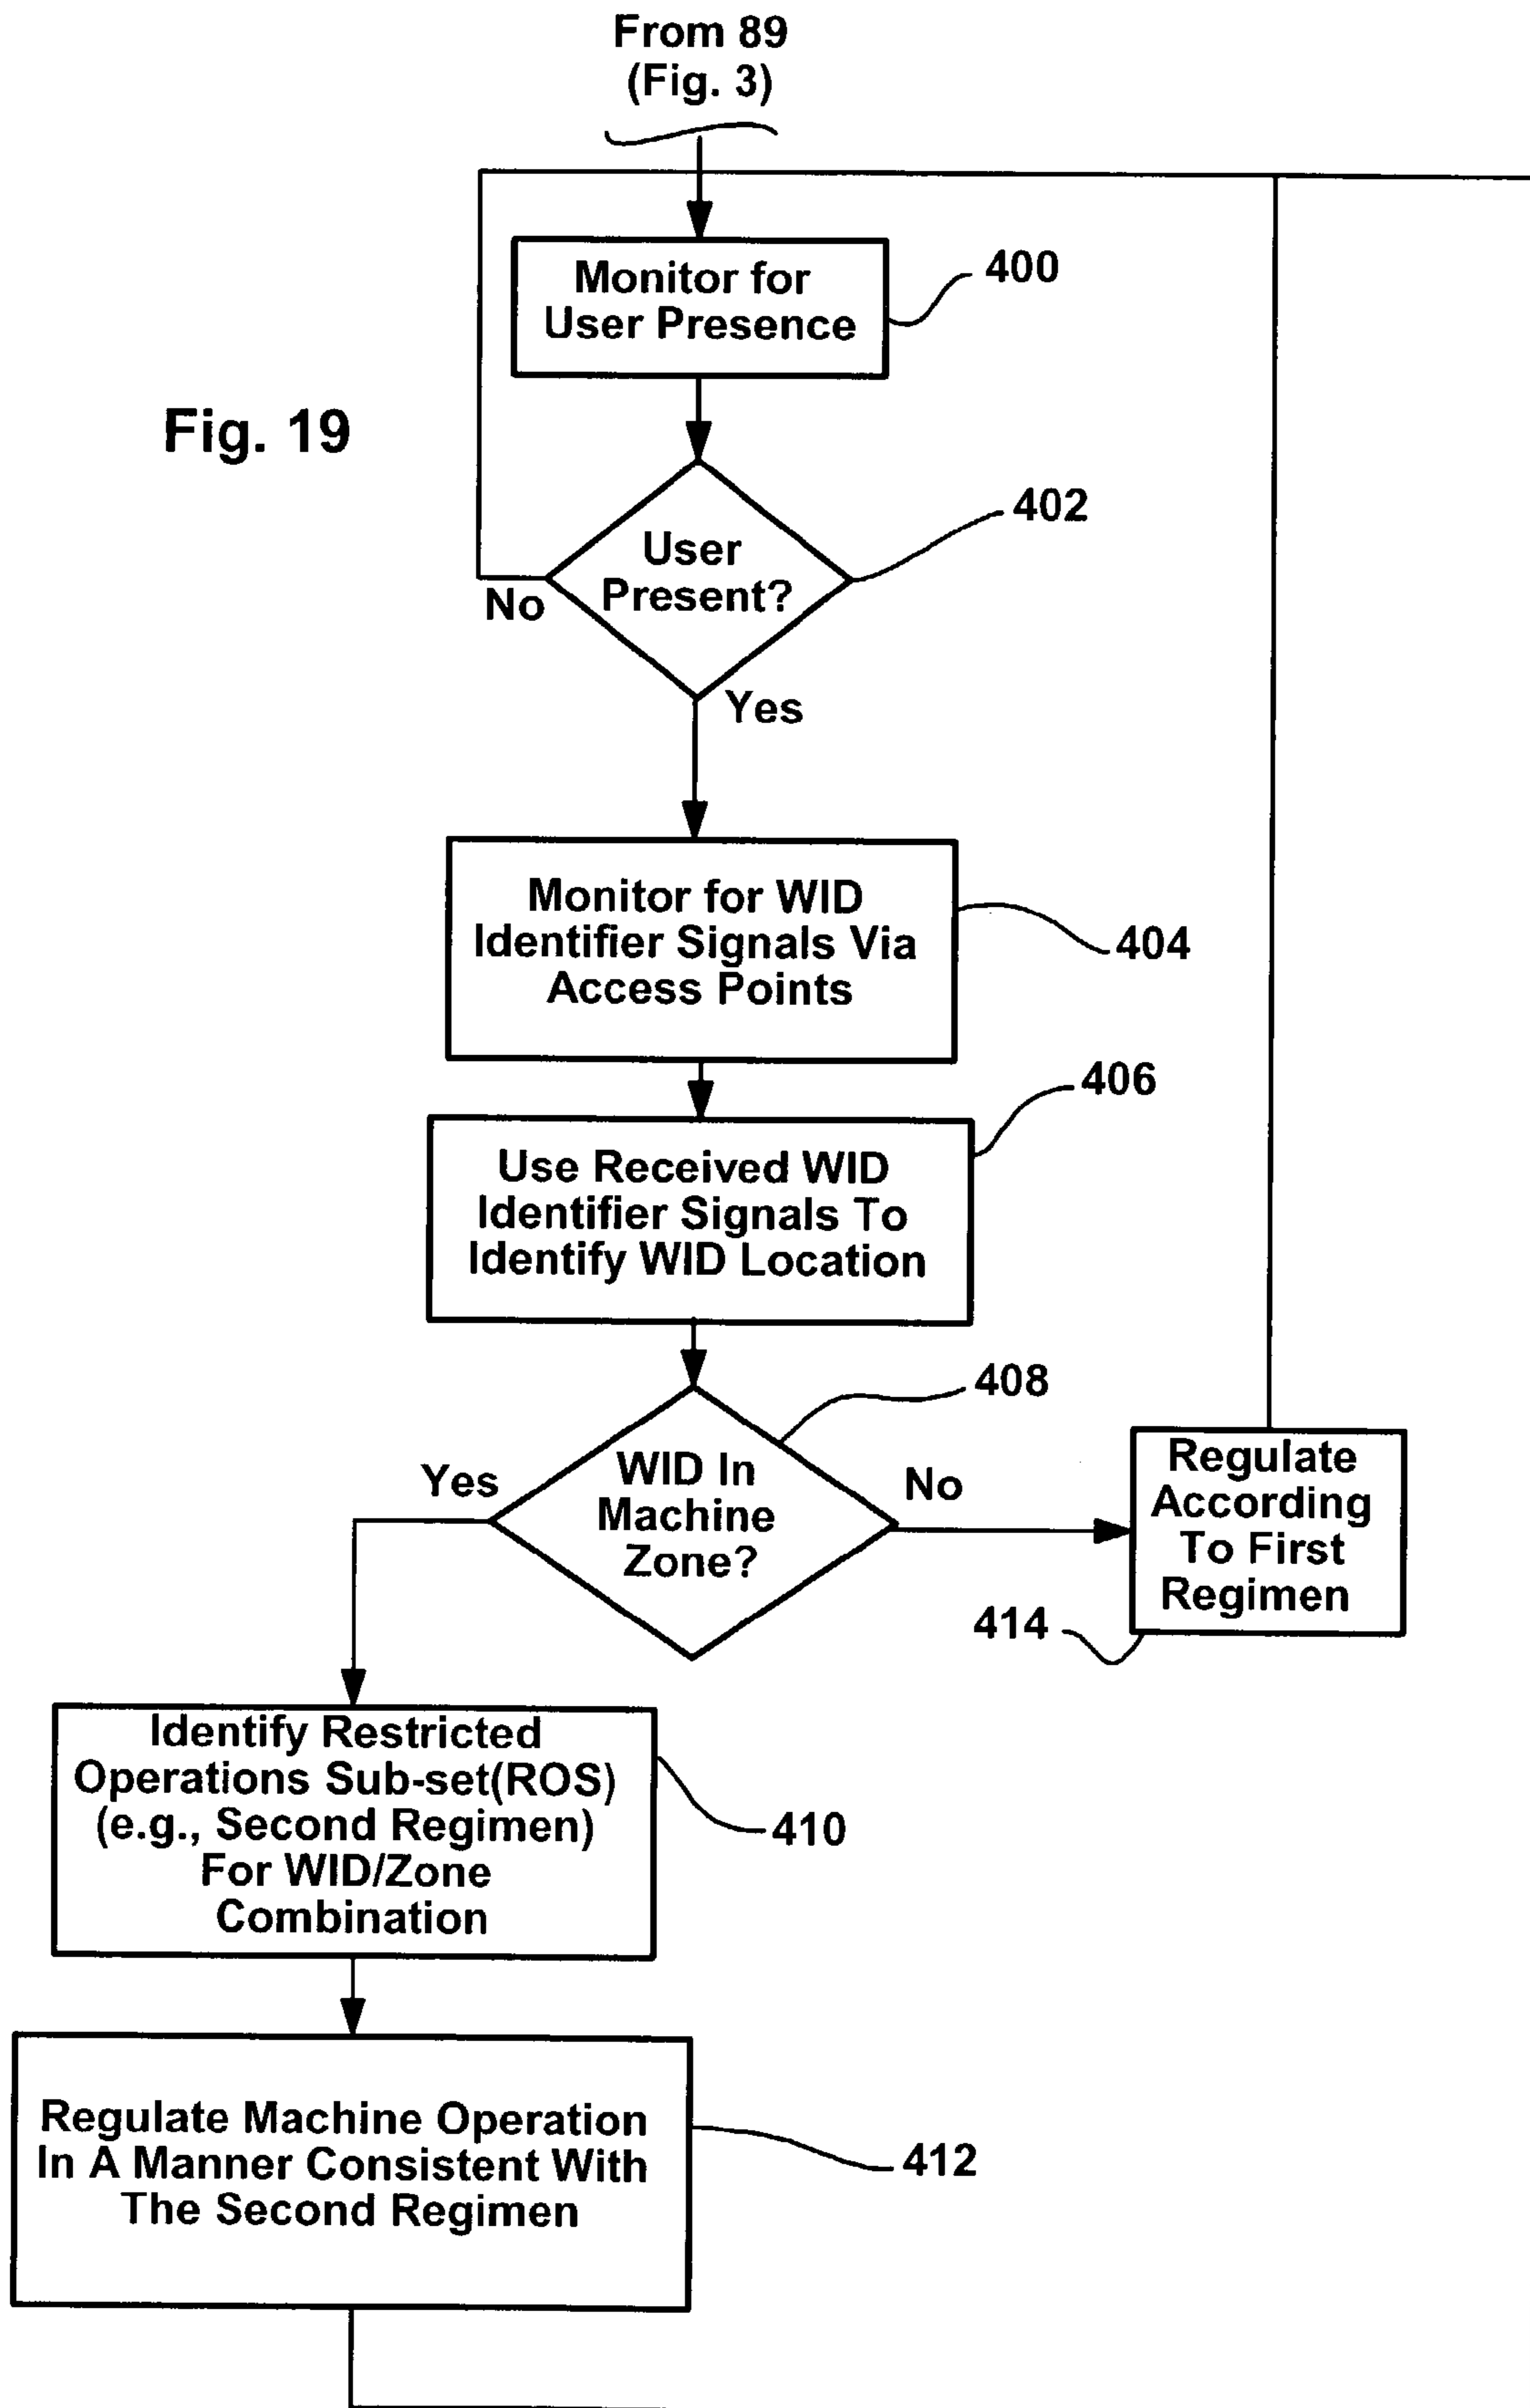 From 89
(Fig. 3)
Monitor for
User Presence
400
Fig. 19
User
Present?
402
No
Yes
Monitor for WID
Identifier Signals Via
Access Points
404
Use Received WID
Identifier Signals To
Identify WID Location
406
WID In
Machine
Zone?
408
Yes
No
Regulate
According
To First
Regimen
414
Identify Restricted
Operations Sub-set(ROS)
(e.g., Second Regimen)
For WID/Zone
Combination
410
Regulate Machine Operation
In A Manner Consistent With
The Second Regimen
412